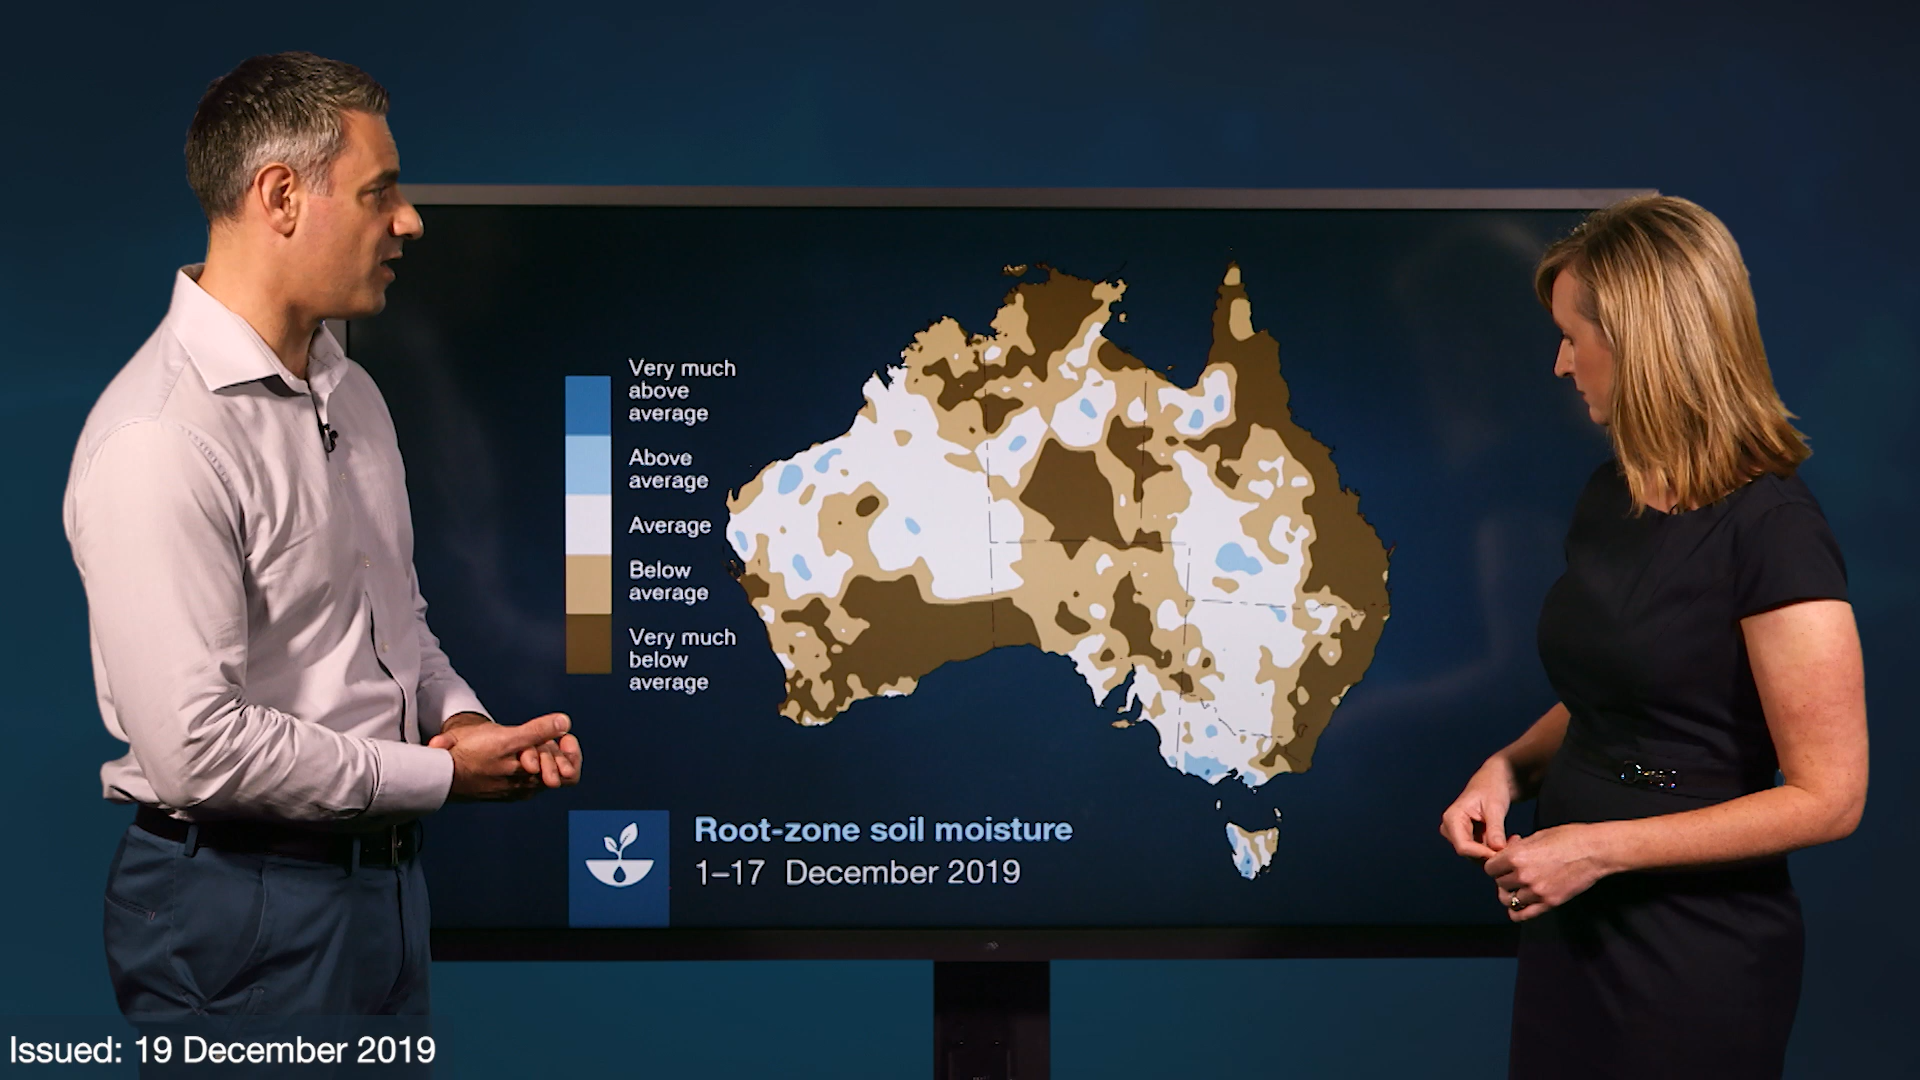 Very much
above
average
Above
average
Average
Below
average
Very much
below
average
Root-zone soil moisture
1–17 December 2019
Issued: 19 December 2019